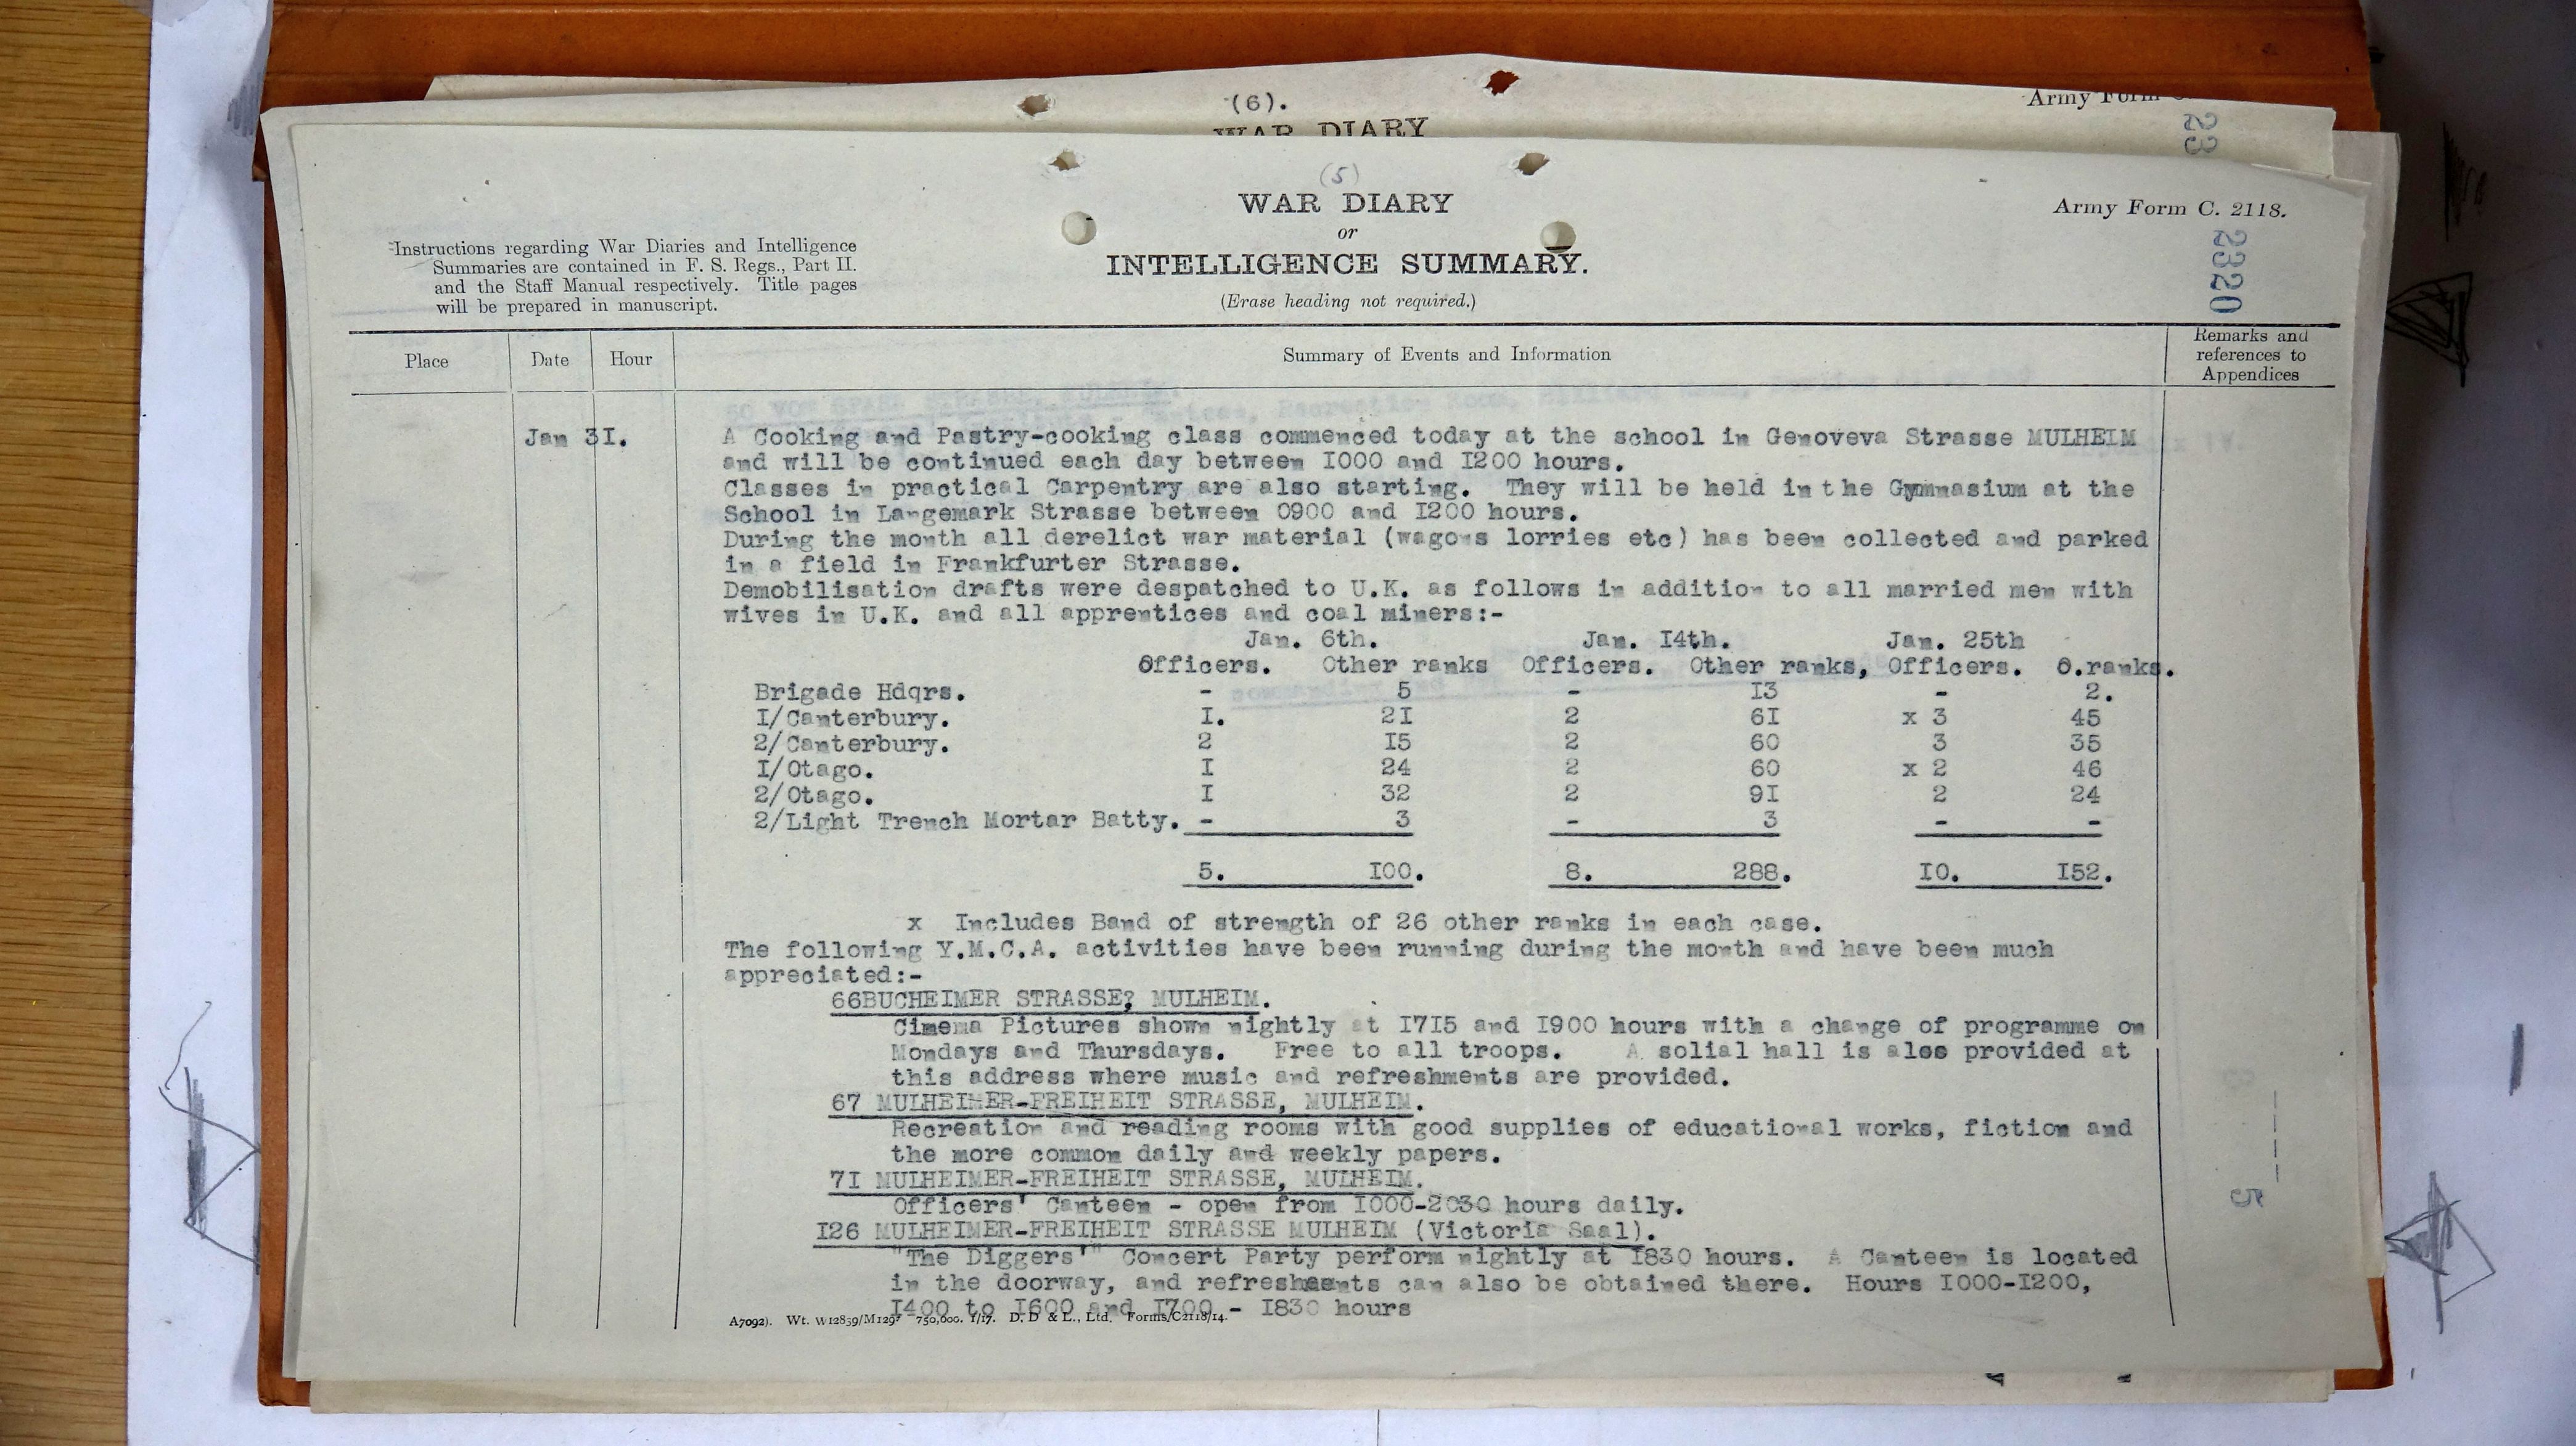 (6).
Army Form
WAR DIARY
23
(5)
WAR DIARY
or
INTELLIGENCE SUMMARY.
(Erase heading not required.)
Army Form C. 2118.
2320
Instructions regarding War Diaries and Intelligence
Summaries are contained in F. S. Regs., Part II.
and the Staff Manual respectively. Title pages
will be prepared in manuscript.
Place Date Hour Summary of Events and Information Remarks and
references to
Appendices
Jan 3I. A Cooking and Pastry-cooking class commenced today at the school in Genoveva Strasse MULHEIM
and will be continued each day between I000 and I200 hours.
Classes in practical Carpentry are also starting. They will be held in the Gymnasium at the
School in Langemark Strasse between 0900 and I200 hours.
During the month all derelict war material (wagons lorries etc) has been collected and parked
in a field in Frankfurter Strasse.
Demobilisation drafts were despatched to U.K. as follows in addition to all married men with
wives in U.K. and all apprentices and coal miners:-
Jan. 6th. Jan. I4th. Jan. 25th
Officers. Other ranks Officers. Other ranks, Officers. O.ranks.
Brigade Hdqrs. - 5 - I3 - 2.
I/Canterbury. I. 2I 2 6I x 3 45
2/Canterbury. 2 I5 2 60 3 35
I/Otago. I 24 2 60 x 2 46
2/Otago. I 32 2 9I 2 24
2/Light Trench Mortar Batty. - 3 - 3 - -
5. I00. 8. 288. I0. I52.
x Includes Band of strength of 26 other ranks in each case.
The following Y.M.C.A. activities have been running during the month and have been much
appreciated:-
66BUCHEIMER STRASSE? MULHEIM.
Cinema Pictures shown nightly at I7I5 and I900 hours with a change of programme on
Mondays and Thursdays. Free to all troops. A solial hall is also provided at
this address where music and refreshments are provided.
67 MULHEIMER-FREIHEIT STRASSE, MULHEIM.
Recreation and reading rooms with good supplies of educational works, fiction and
the more common daily and weekly papers.
7I MULHEIMER-FREIHEIT STRASSE, MULHEIM.
Officers' Canteen - open from I000-2030 hours daily.
I26 MULHEIMER-FREIHEIT STRASSE MULHEIM (Victoria Saal).
"The Diggers'" Concert Party perform nightly at I830 hours. A Canteen is located
in the doorway, and refreshments can also be obtained there. Hours I000-I200,
I400 to I600 and I700 - I830 hours
A7092). Wt. W12839/M1297 750,000. 1/17. D. D & L., Ltd. Forms/C2118/14.